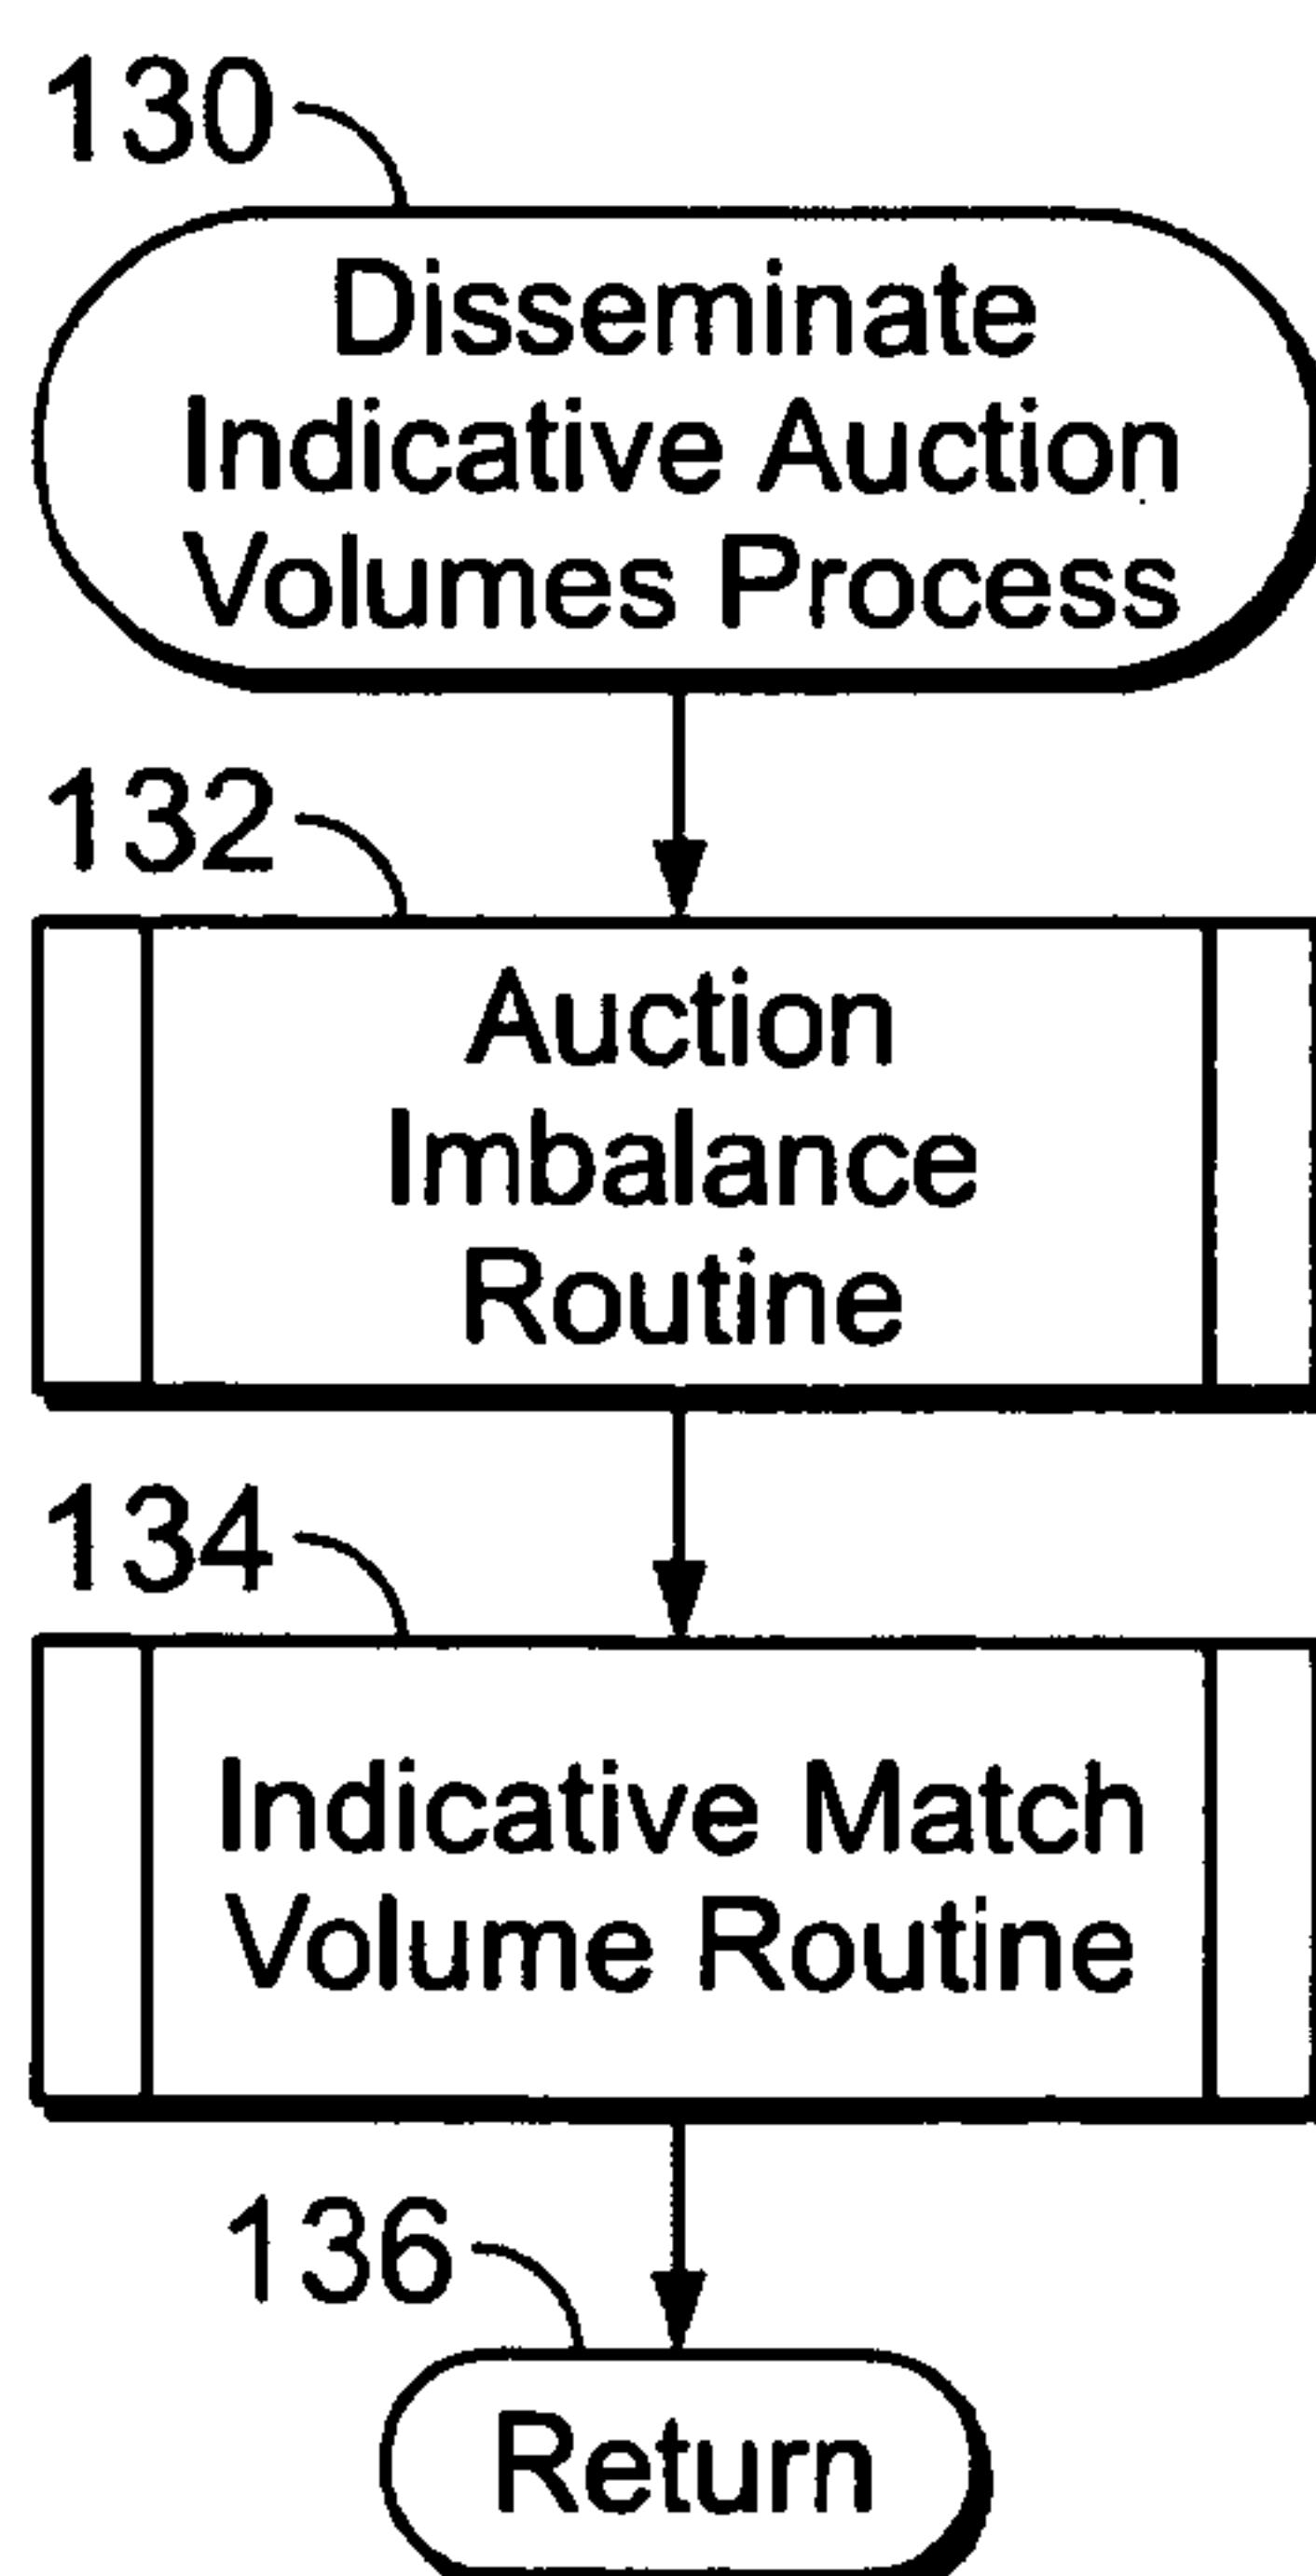 130
Disseminate
Indicative Auction
Volumes Process
132
Auction
Imbalance
Routine
134
Indicative Match
Volume Routine
136
Return